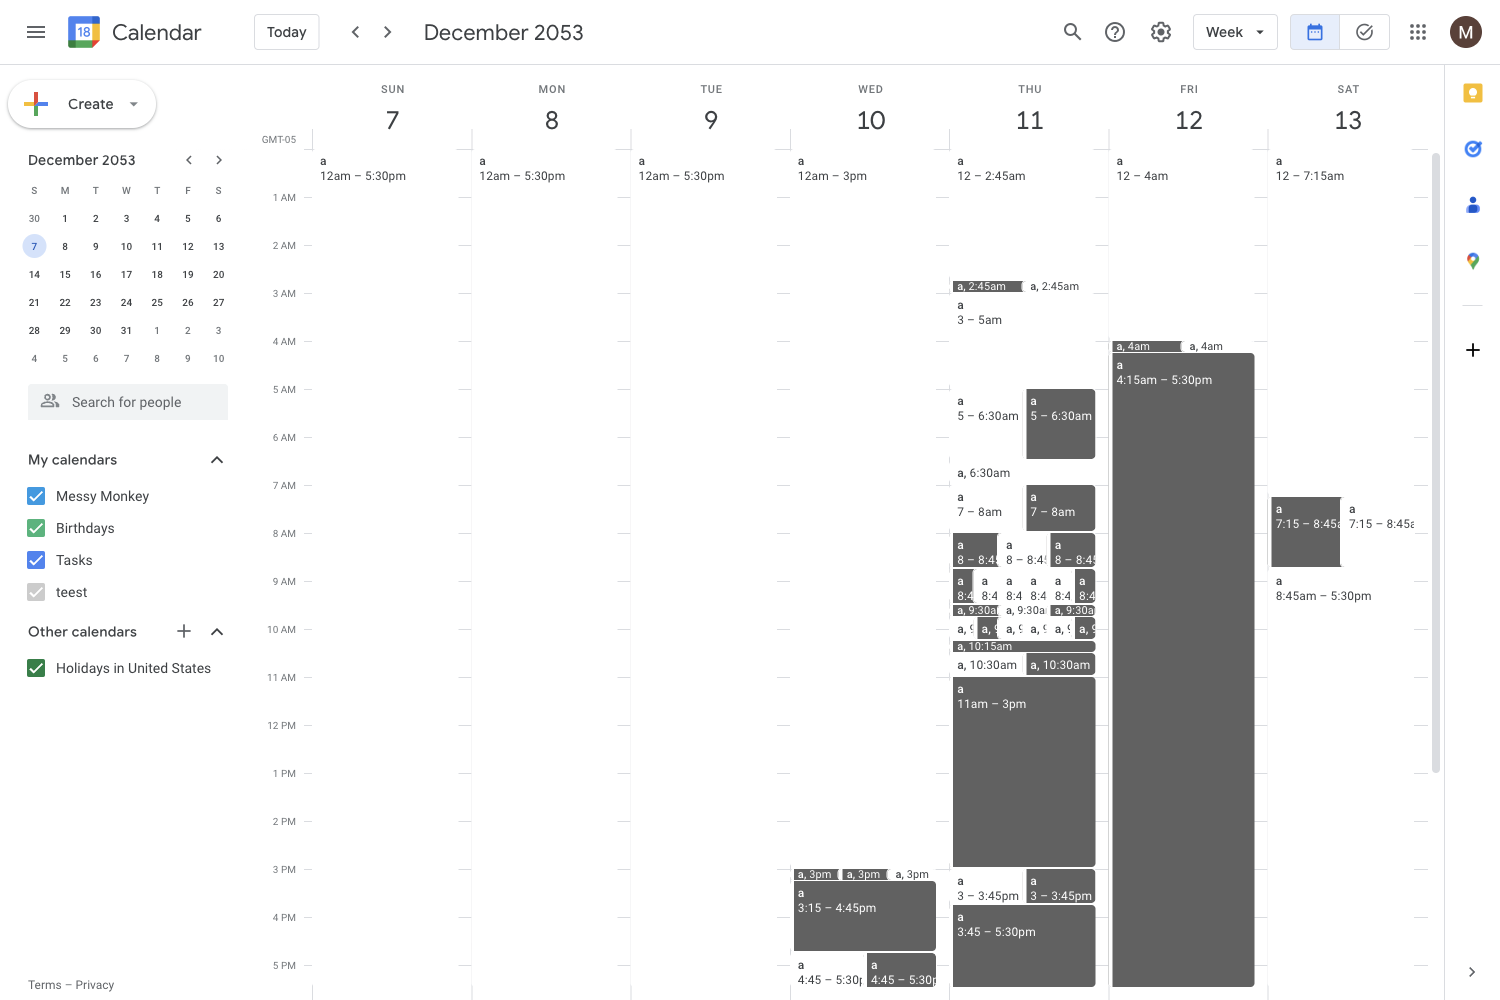 18 Calendar
Today
December 2053
Week
M
Create
December 2053
S M T W T F S
30 1 2 3 4 5 6
7 8 9 10 11 12 13
14 15 16 17 18 19 20
21 22 23 24 25 26 27
28 29 30 31 1 2 3
4 5 6 7 8 9 10
Search for people
My calendars
Messy Monkey
Birthdays
Tasks
teest
Other calendars
Holidays in United States
Terms – Privacy
SUN MON TUE WED THU FRI SAT
7 8 9 10 11 12 13
GMT-05
1 AM
2 AM
3 AM
4 AM
5 AM
6 AM
7 AM
8 AM
9 AM
10 AM
11 AM
12 PM
1 PM
2 PM
3 PM
4 PM
5 PM
a
12am – 5:30pm
a
12am – 5:30pm
a
12am – 5:30pm
a
12am – 3pm
a, 3pm
a, 3pm
a, 3pm
a
3:15 – 4:45pm
a
4:45 – 5:30p
a
4:45 – 5:30p
a
12 – 2:45am
a, 2:45am
a, 2:45am
a
3 – 5am
a
5 – 6:30am
a
5 – 6:30am
a, 6:30am
a
7 – 8am
a
7 – 8am
a
8 – 8:45
a
8 – 8:45
a
8 – 8:45
a
8:4
a
8:4
a
8:4
a
8:4
a
8:4
a
8:4
a, 9:30a
a, 9:30a
a, 9:30a
a, 9
a, 9
a, 9
a, 9
a, 9
a, 9
a, 10:15am
a, 10:30am
a, 10:30am
a
11am – 3pm
a
3 – 3:45pm
a
3 – 3:45pm
a
3:45 – 5:30pm
a
12 – 4am
a, 4am
a, 4am
a
4:15am – 5:30pm
a
12 – 7:15am
a
7:15 – 8:45a
a
7:15 – 8:45a
a
8:45am – 5:30pm